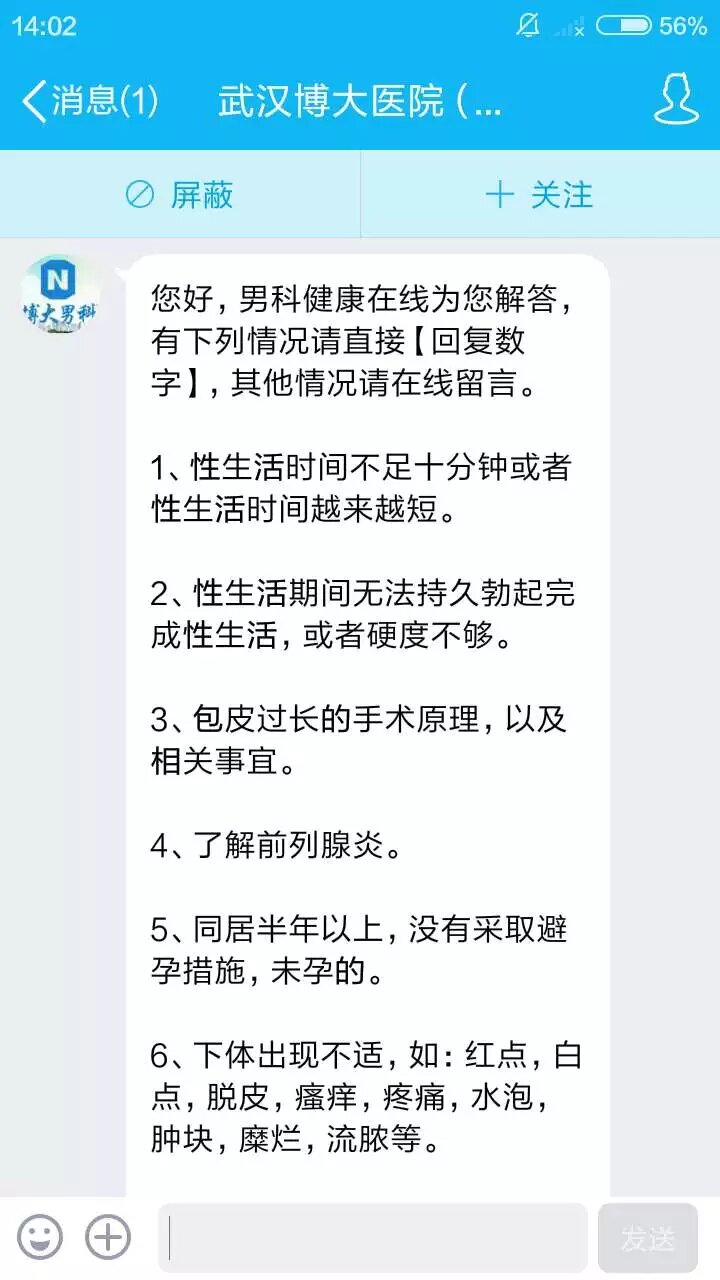 14:02
56%
消息(1)
武汉博大医院（...
屏蔽
关注
N
博大男科
您好，男科健康在线为您解答，
有下列情况请直接【回复数
字】，其他情况请在线留言。
1、性生活时间不足十分钟或者
性生活时间越来越短。
2、性生活期间无法持久勃起完
成性生活，或者硬度不够。
3、包皮过长的手术原理，以及
相关事宜。
4、了解前列腺炎。
5、同居半年以上，没有采取避
孕措施，未孕的。
6、下体出现不适，如：红点，白
点，脱皮，瘙痒，疼痛，水泡，
肿块，糜烂，流脓等。
发送